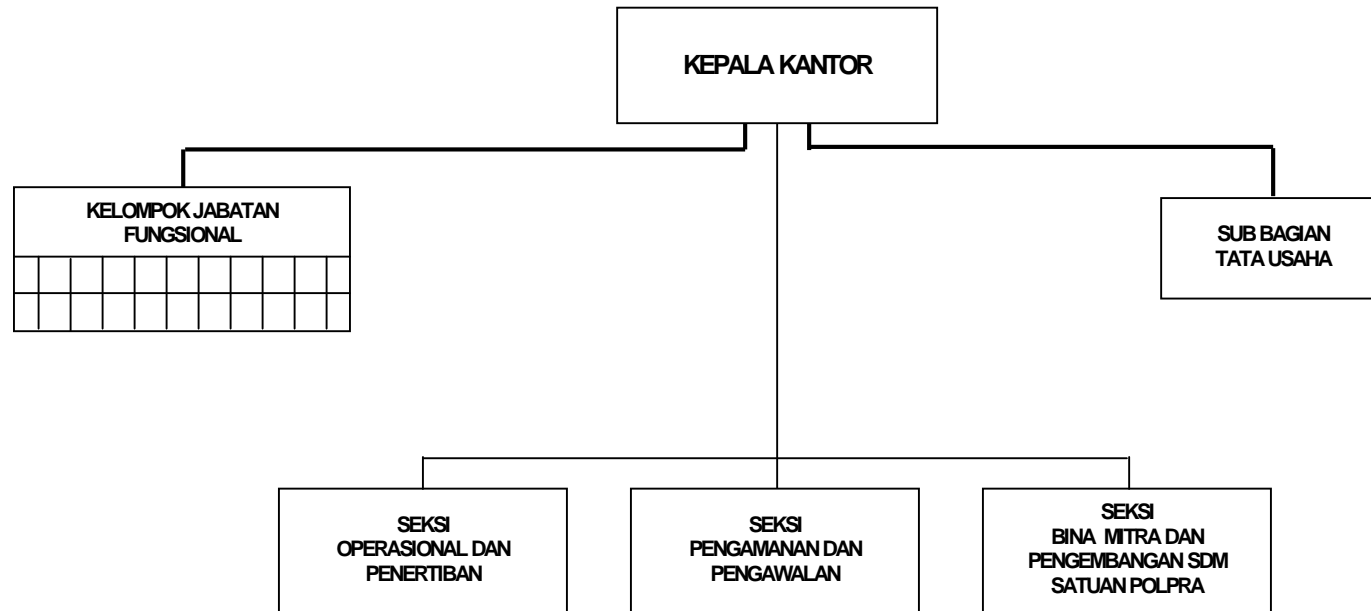 KEPALA KANTOR
KELOMPOK JABATAN
FUNGSIONAL
SUB BAGIAN
TATA USAHA
SEKSI
OPERASIONAL DAN
PENERTIBAN
SEKSI
PENGAMANAN DAN
PENGAWALAN
SEKSI
BINA MITRA DAN
PENGEMBANGAN SDM
SATUAN POLPRA